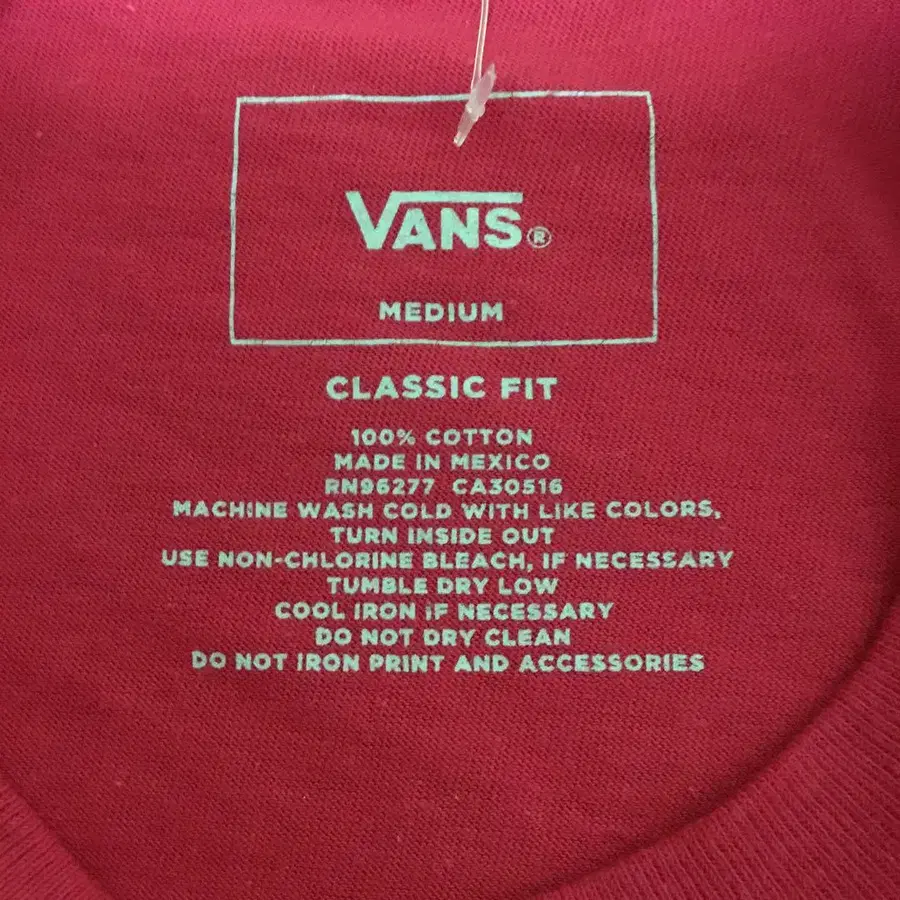 VANS®
MEDIUM
CLASSIC FIT
100% COTTON
MADE IN MEXICO
RN96277 CA30516
MACHINE WASH COLD WITH LIKE COLORS,
TURN INSIDE OUT
USE NON-CHLORINE BLEACH, IF NECESSARY
TUMBLE DRY LOW
COOL IRON IF NECESSARY
DO NOT DRY CLEAN
DO NOT IRON PRINT AND ACCESSORIES